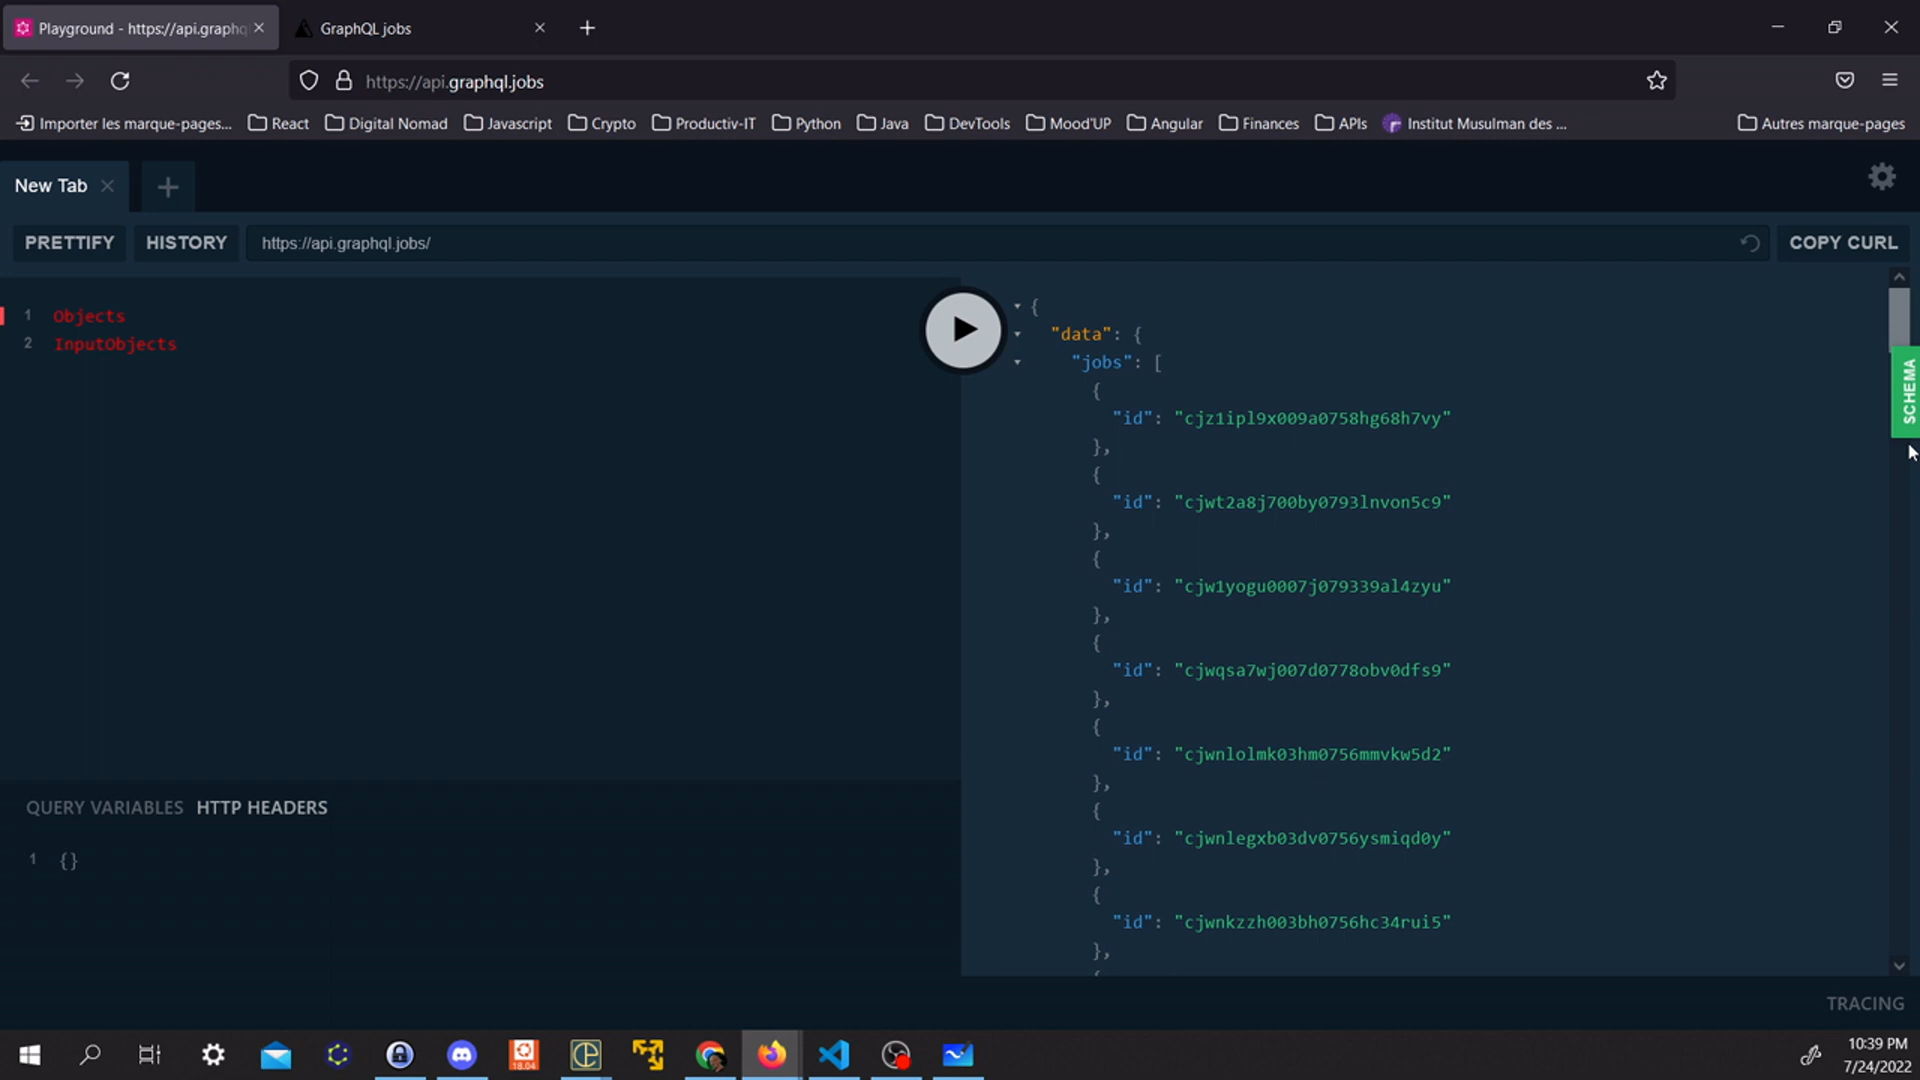 Playground - https://api.graphq
GraphQL jobs
https://api.graphql.jobs
Importer les marque-pages...
React
Digital Nomad
Javascript
Crypto
Productiv-IT
Python
Java
DevTools
Mood'UP
Angular
Finances
APIs
Institut Musulman des ...
Autres marque-pages
New Tab
PRETTIFY
HISTORY
https://api.graphql.jobs/
COPY CURL
1 Objects
2 InputObjects
{
"data": {
"jobs": [
{
"id": "cjz1ipl9x009a0758hg68h7vy"
},
{
"id": "cjwt2a8j700by0793lnvon5c9"
},
{
"id": "cjw1yogu0007j079339al4zyu"
},
{
"id": "cjwqsa7wj007d0778obv0dfs9"
},
{
"id": "cjwnlolmk03hm0756mmvkw5d2"
},
{
"id": "cjwnlegxb03dv0756ysmiqd0y"
},
{
"id": "cjwnkzzh003bh0756hc34rui5"
},
{
SCHEMA
QUERY VARIABLES
HTTP HEADERS
1 {}
TRACING
18.04
10:39 PM
7/24/2022